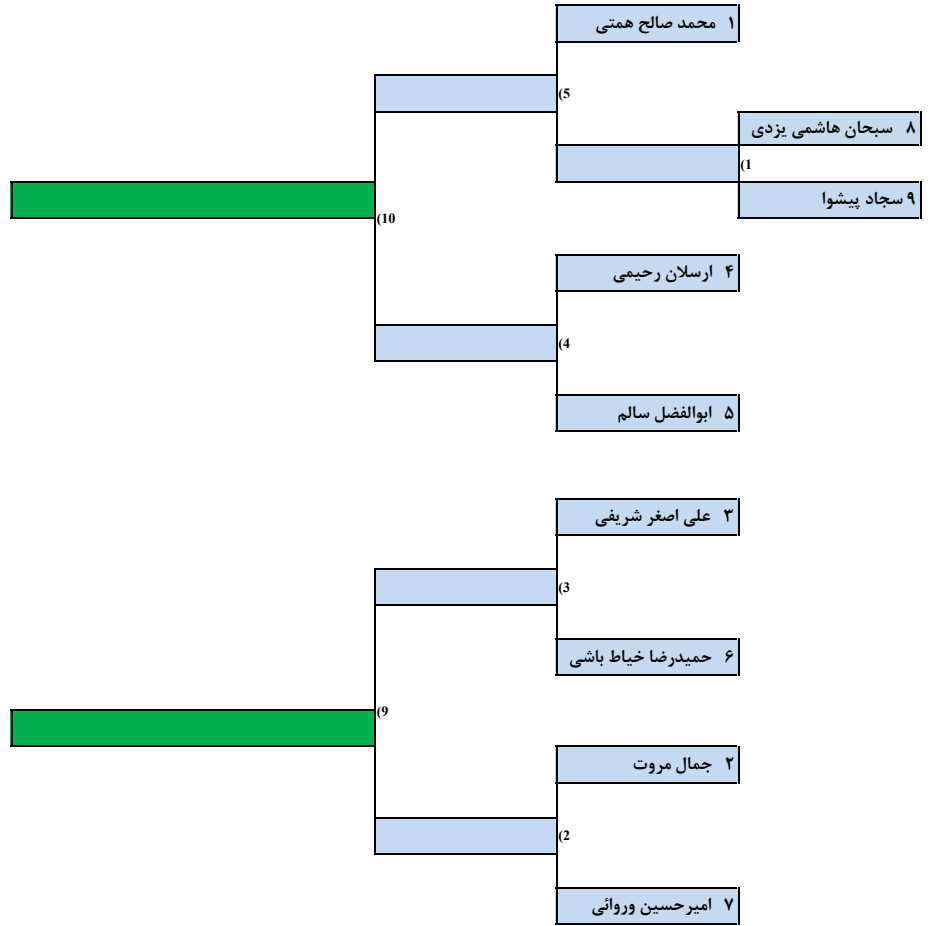 ۱ محمد صالح همتی
(5
۸ سبحان هاشمی یزدی
(1
۹ سجاد پیشوا
(10
۴ ارسلان رحیمی
(4
۵ ابوالفضل سالم
۳ علی اصغر شریفی
(3
۶ حمیدرضا خیاط باشی
(9
۲ جمال مروت
(2
۷ امیرحسین وروائی